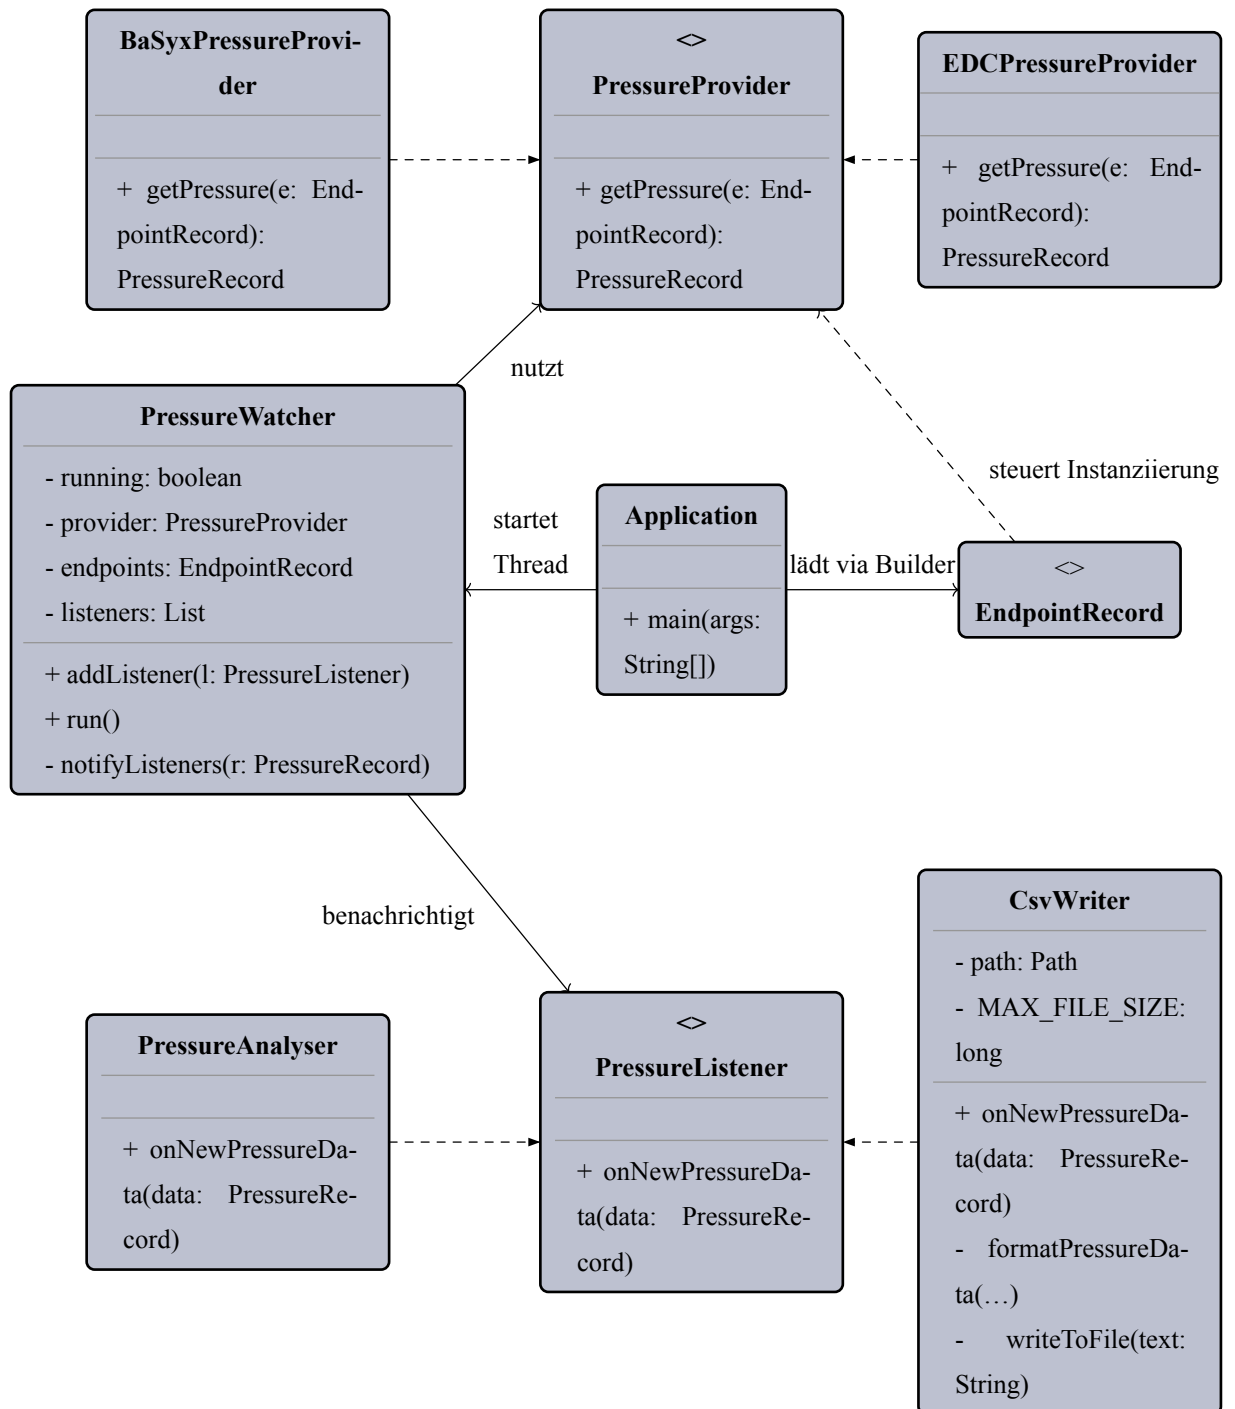 BaSyxPressureProvi-
der
+ getPressure(e: End-
pointRecord):
PressureRecord
<>
PressureProvider
+ getPressure(e: End-
pointRecord):
PressureRecord
EDCPressureProvider
+ getPressure(e: End-
pointRecord):
PressureRecord
nutzt
PressureWatcher
- running: boolean
- provider: PressureProvider
- endpoints: EndpointRecord
- listeners: List
+ addListener(l: PressureListener)
+ run()
- notifyListeners(r: PressureRecord)
startet
Thread
Application
+ main(args:
String[])
lädt via Builder
steuert Instanziierung
<>
EndpointRecord
benachrichtigt
PressureAnalyser
+ onNewPressureDa-
ta(data: PressureRe-
cord)
<>
PressureListener
+ onNewPressureDa-
ta(data: PressureRe-
cord)
CsvWriter
- path: Path
- MAX_FILE_SIZE:
long
+ onNewPressureDa-
ta(data: PressureRe-
cord)
- formatPressureDa-
ta(…)
- writeToFile(text:
String)